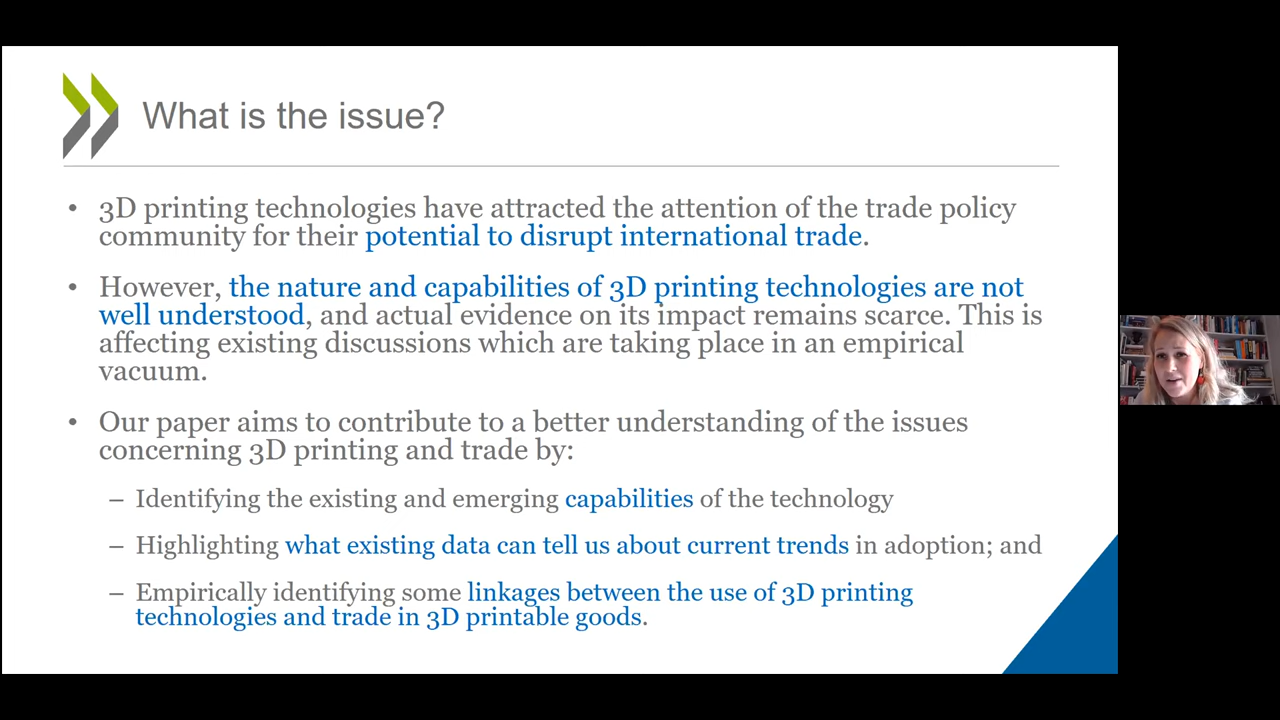 What is the issue?
• 3D printing technologies have attracted the attention of the trade policy
community for their potential to disrupt international trade.
• However, the nature and capabilities of 3D printing technologies are not
well understood, and actual evidence on its impact remains scarce. This is
affecting existing discussions which are taking place in an empirical
vacuum.
• Our paper aims to contribute to a better understanding of the issues
concerning 3D printing and trade by:
– Identifying the existing and emerging capabilities of the technology
– Highlighting what existing data can tell us about current trends in adoption; and
– Empirically identifying some linkages between the use of 3D printing
technologies and trade in 3D printable goods.